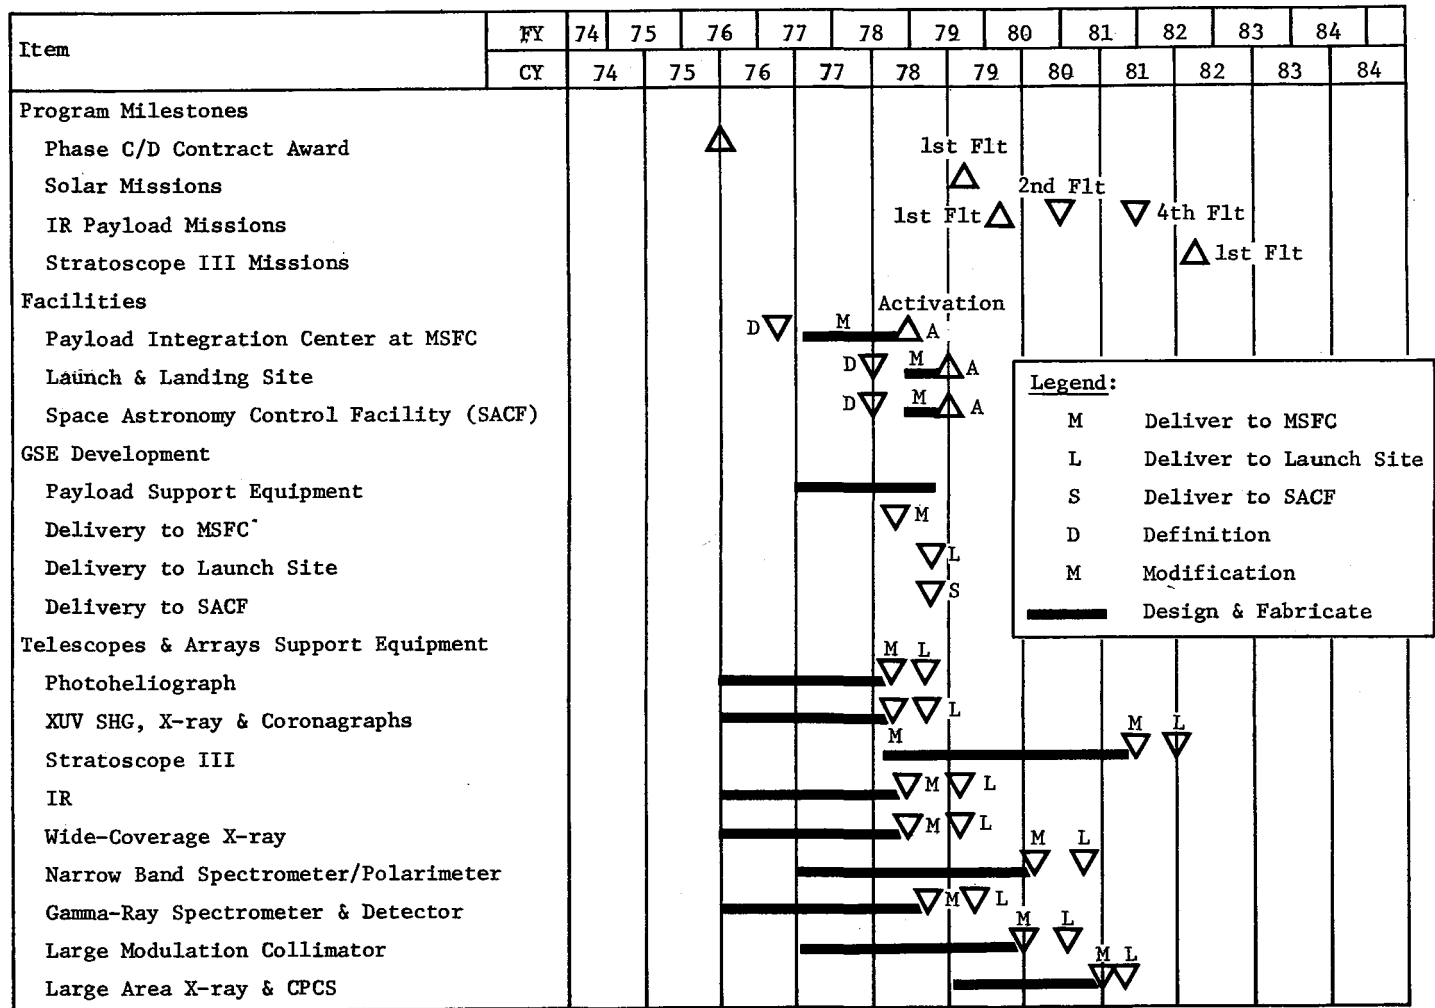 Item FY 74 75 76 77 78 79 80 81 82 83 84
CY 74 75 76 77 78 79 80 81 82 83 84
Program Milestones
Phase C/D Contract Award 1st Flt
Solar Missions 2nd Flt
IR Payload Missions 1st Flt 4th Flt
Stratoscope III Missions 1st Flt
Facilities Activation
Payload Integration Center at MSFC D M A
Launch & Landing Site D M A
Space Astronomy Control Facility (SACF) D M A
GSE Development
Payload Support Equipment
Delivery to MSFC M
Delivery to Launch Site L
Delivery to SACF S
Telescopes & Arrays Support Equipment M L
Photoheliograph
XUV SHG, X-ray & Coronagraphs L M L
M
Stratoscope III
IR M L
Wide-Coverage X-ray M L M L
Narrow Band Spectrometer/Polarimeter
Gamma-Ray Spectrometer & Detector M L M L
Large Modulation Collimator M L
Large Area X-ray & CPCS
Legend:
M Deliver to MSFC
L Deliver to Launch Site
S Deliver to SACF
D Definition
M Modification
Design & Fabricate